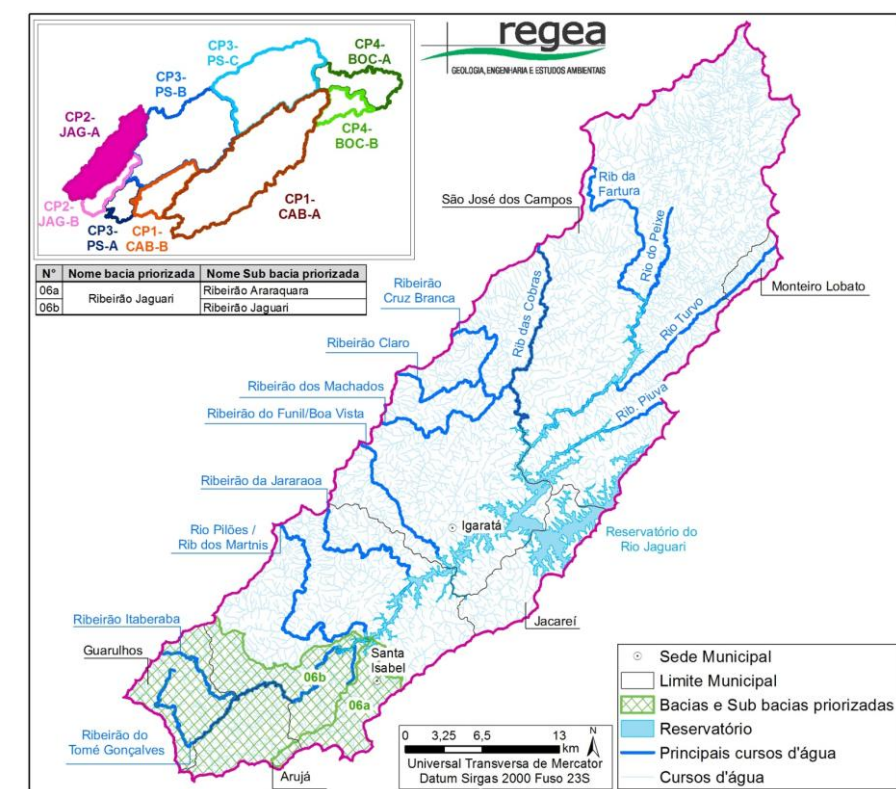 regea
GEOLOGIA, ENGENHARIA E ESTUDOS AMBIENTAIS
CP3-
PS-C
CP4-
BOC-A
CP3-
PS-B
CP2-
JAG-A
CP4-
BOC-B
CP1-
CAB-A
CP2-
JAG-B
CP3-
PS-A
CP1-
CAB-B
N° Nome bacia priorizada Nome Sub bacia priorizada
06a Ribeirão Jaguari Ribeirão Araraquara
06b Ribeirão Jaguari
São José dos Campos
Rib da
Fartura
Rio do Peixe
Monteiro Lobato
Rio Turvo
Rib. Piuva
Rib das Cobras
Ribeirão
Cruz Branca
Ribeirão Claro
Ribeirão dos Machados
Ribeirão do Funil/Boa Vista
Ribeirão da Jararaoa
Igaratá
Rio Pilões /
Rib dos Martnis
Reservatório do
Rio Jaguari
Jacareí
Ribeirão Itaberaba
Guarulhos
Santa
Isabel
06b
06a
Ribeirão do
Tomé Gonçalves
Arujá
0 3,25 6,5 13
km
N
Universal Transversa de Mercator
Datum Sirgas 2000 Fuso 23S
Sede Municipal
Limite Municipal
Bacias e Sub bacias priorizadas
Reservatório
Principais cursos d'água
Cursos d'água